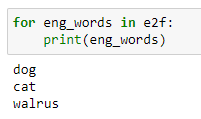 for eng_words in e2f:
    print(eng_words)
dog
cat
walrus